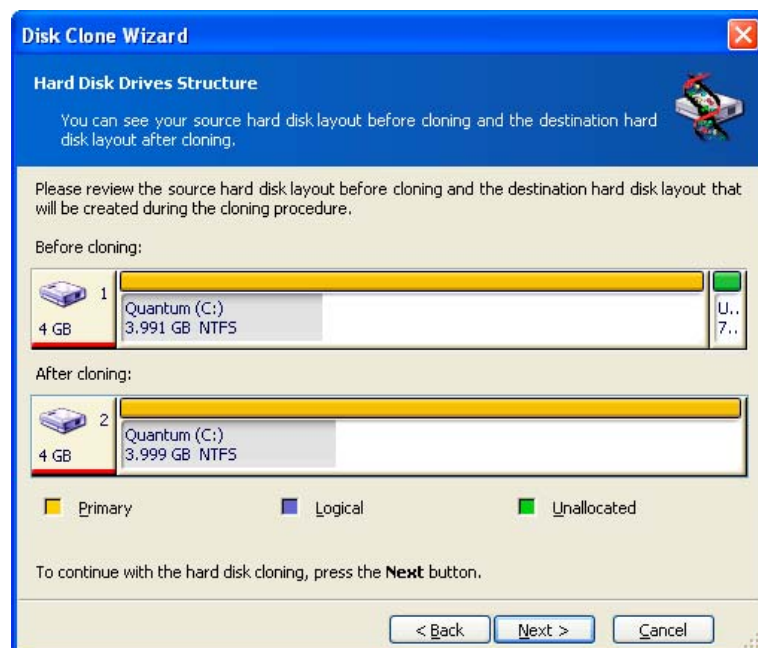 Disk Clone Wizard
Hard Disk Drives Structure
You can see your source hard disk layout before cloning and the destination hard
disk layout after cloning.
Please review the source hard disk layout before cloning and the destination hard disk layout that
will be created during the cloning procedure.
Before cloning:
1
4 GB
Quantum (C:)
3.991 GB NTFS
U..
7..
After cloning:
2
4 GB
Quantum (C:)
3.999 GB NTFS
Primary Logical Unallocated
To continue with the hard disk cloning, press the Next button.
< Back Next > Cancel